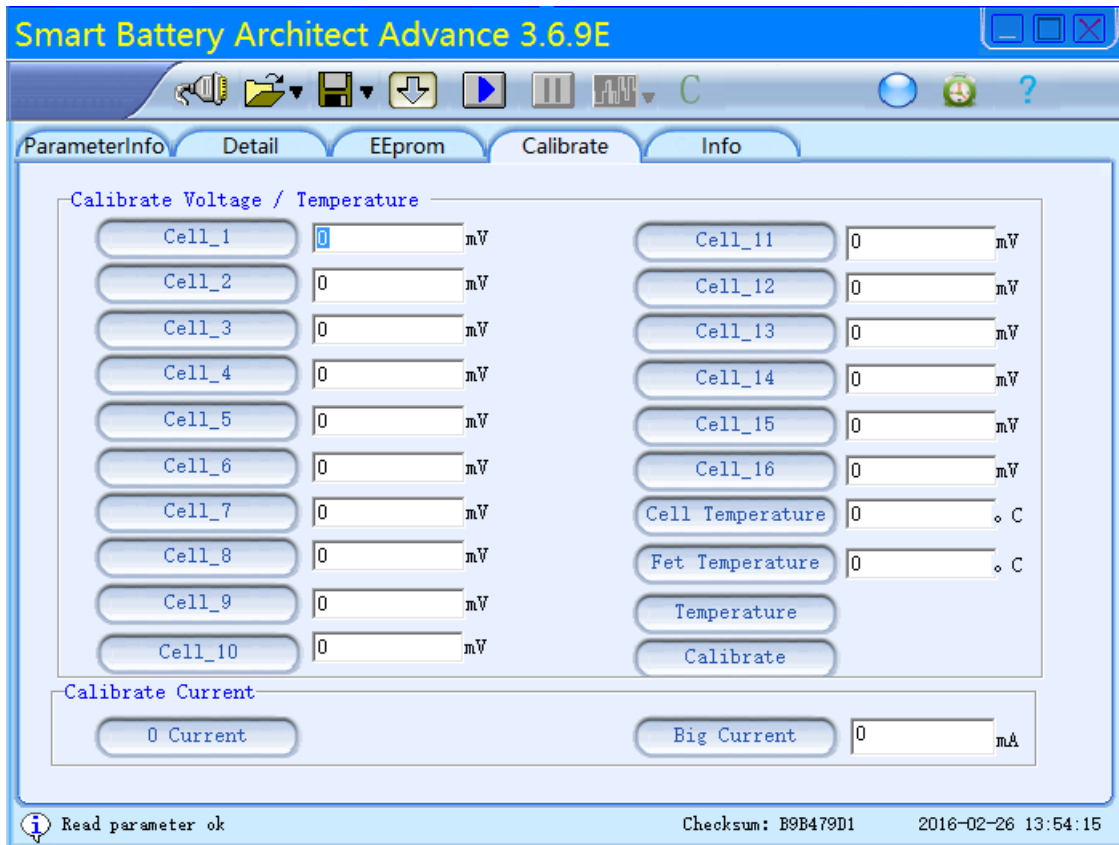 Smart Battery Architect Advance 3.6.9E
C ?
ParameterInfo Detail EEprom Calibrate Info
Calibrate Voltage / Temperature
Cell_1 0 mV
Cell_2 0 mV
Cell_3 0 mV
Cell_4 0 mV
Cell_5 0 mV
Cell_6 0 mV
Cell_7 0 mV
Cell_8 0 mV
Cell_9 0 mV
Cell_10 0 mV
Cell_11 0 mV
Cell_12 0 mV
Cell_13 0 mV
Cell_14 0 mV
Cell_15 0 mV
Cell_16 0 mV
Cell Temperature 0 。C
Fet Temperature 0 。C
Temperature
Calibrate
Calibrate Current
0 Current Big Current 0 mA
Read parameter ok Checksum: B9B479D1 2016-02-26 13:54:15